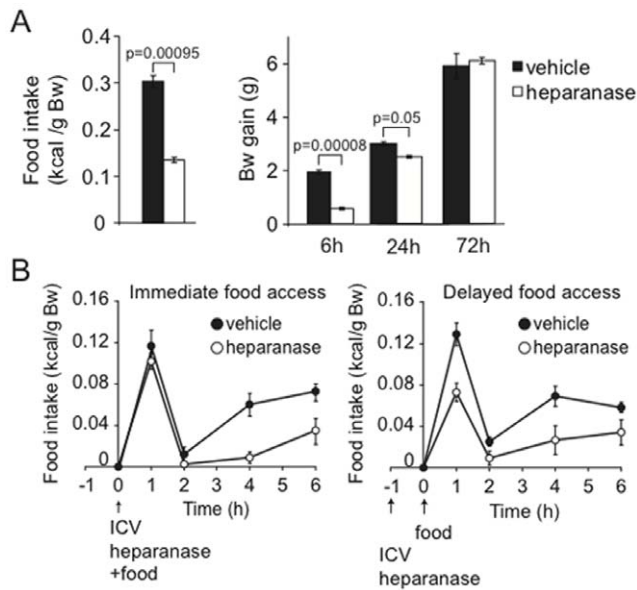 A
Food intake
(kcal /g Bw)
0.4
0.3
0.2
0.1
0
p=0.00095
Bw gain (g)
6
4
2
0
p=0.00008
p=0.05
6h 24h 72h
vehicle
heparanase
B
Food intake (kcal/g Bw)
0.16
0.12
0.08
0.04
0
Immediate food access
vehicle
heparanase
-1 0 1 2 3 4 5 6
Time (h)
↑
ICV
heparanase
+food
Food intake (kcal/g Bw)
0.16
0.12
0.08
0.04
0
Delayed food access
vehicle
heparanase
-1 0 1 2 3 4 5 6
Time (h)
↑ ↑
food
ICV
heparanase